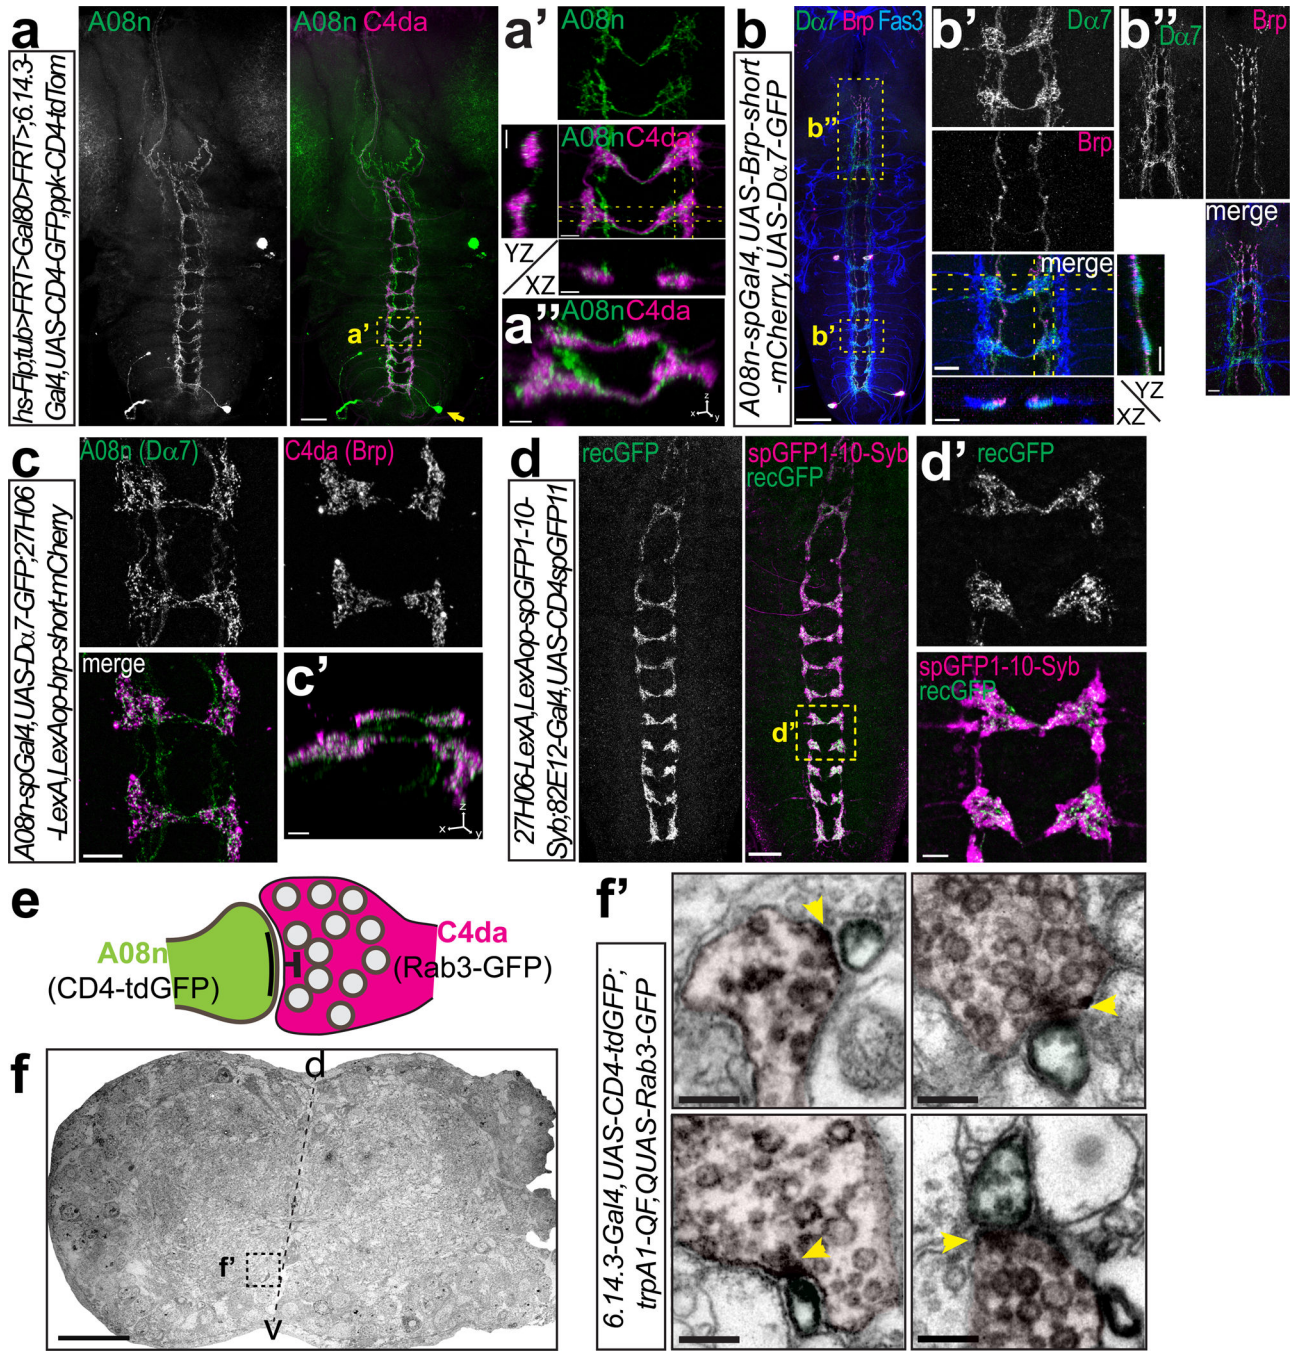 a
hs-Flp;tub>FRT>Gal80>FRT>;6.14.3-
Gal4,UAS-CD4-GFP;ppk-CD4-tdTom
A08n
A08n C4da
a'
a'
A08n
A08n C4da
YZ
XZ
a"
A08n C4da
z
x
y
b
A08n-spGal4,UAS-Brp-short
-mCherry,UAS-Dα7-GFP
Dα7 Brp Fas3
b"
b'
b'
Dα7
Brp
merge
YZ
XZ
b"
Dα7
Brp
merge
c
A08n-spGal4,UAS-Dα7-GFP;27H06
-LexA,LexAop-brp-short-mCherry
A08n (Dα7)
C4da (Brp)
merge
c'
z
x
y
d
27H06-LexA,LexAop-spGFP1-10-
Syb;82E12-Gal4,UAS-CD4spGFP11
recGFP
spGFP1-10-Syb
recGFP
d'
d'
recGFP
spGFP1-10-Syb
recGFP
e
A08n
(CD4-tdGFP)
C4da
(Rab3-GFP)
f
d
f'
v
f'
6.14.3-Gal4,UAS-CD4-tdGFP;
trpA1-QF,QUAS-Rab3-GFP